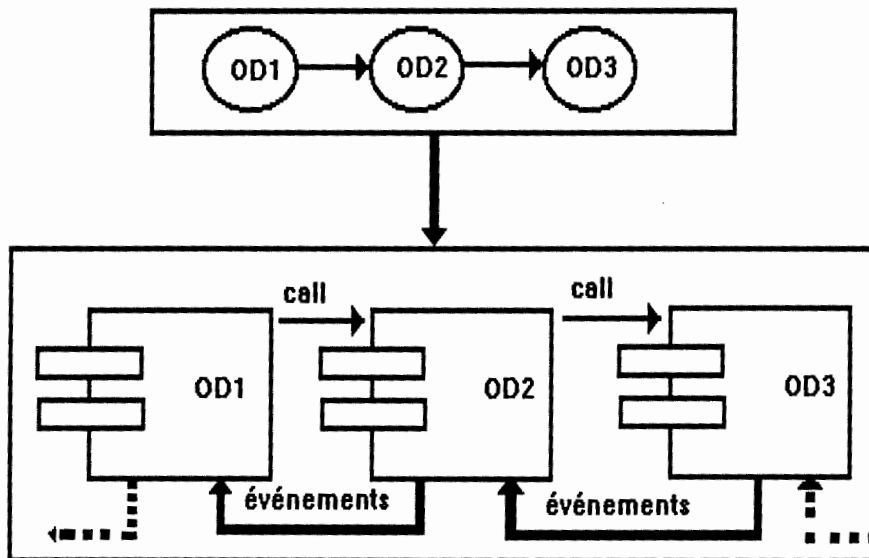 OD1
OD2
OD3
call
call
OD1
OD2
OD3
événements
événements